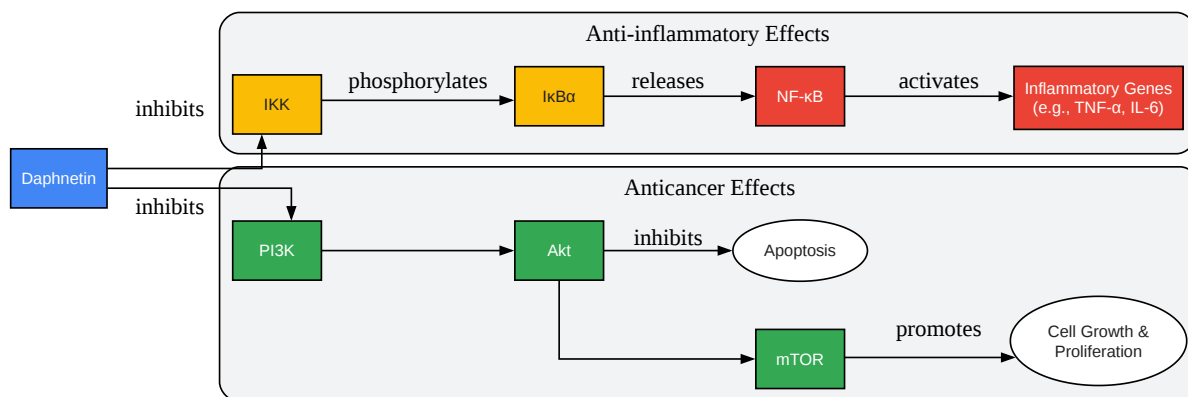 Anti-inflammatory Effects
inhibits
IKK
phosphorylates
IκBα
releases
NF-κB
activates
Inflammatory Genes
(e.g., TNF-α, IL-6)
Daphnetin
inhibits
Anticancer Effects
PI3K
Akt
inhibits
Apoptosis
mTOR
promotes
Cell Growth &
Proliferation